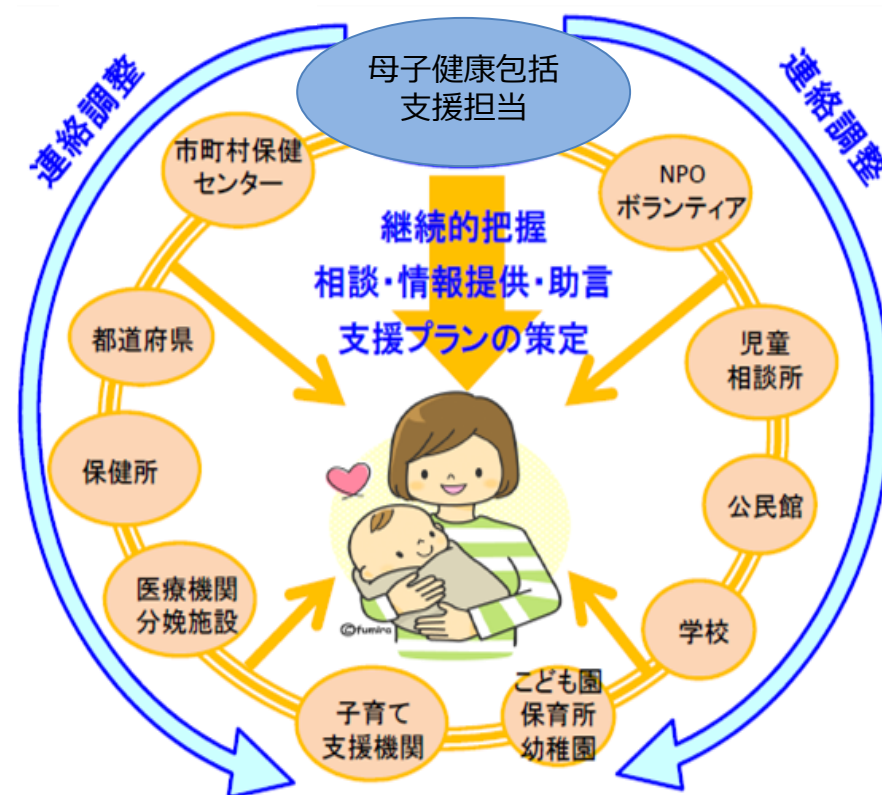 母子健康包括
支援担当
連絡調整
連絡調整
市町村保健
センター
NPO
ボランティア
継続的把握
相談・情報提供・助言
支援プランの策定
都道府県
児童
相談所
保健所
公民館
医療機関
分娩施設
学校
©fumira
子育て
支援機関
こども園
保育所
幼稚園